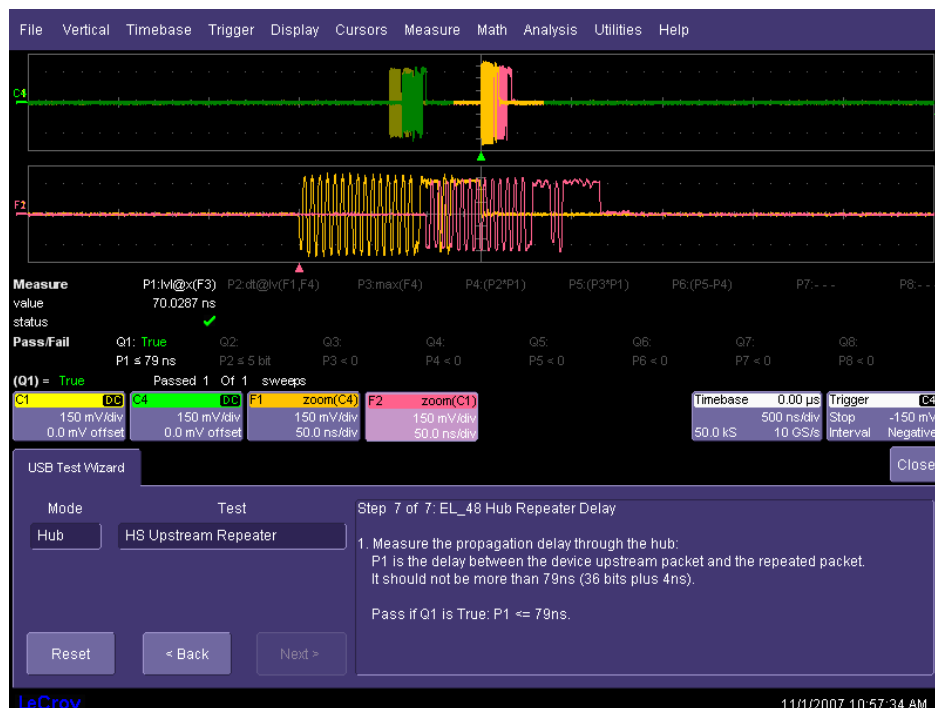 File Vertical Timebase Trigger Display Cursors Measure Math Analysis Utilities Help
C4
F2
Measure P1:lvl@x(F3) P2:dt@lv(F1,F4) P3:max(F4) P4:(P2*P1) P5:(P3*P1) P6:(P5-P4) P7:- - - P8:- -
value 70.0287 ns
status
Pass/Fail Q1: True Q2: Q3: Q4: Q5: Q6: Q7: Q8:
P1 ≤ 79 ns P2 ≤ 5 bit P3 < 0 P4 < 0 P5 < 0 P6 < 0 P7 < 0 P8 < 0
(Q1) = True Passed 1 Of 1 sweeps
C1 DC C4 DC F1 zoom(C4) F2 zoom(C1) Timebase 0.00 µs Trigger C4
150 mV/div 150 mV/div 150 mV/div 150 mV/div 500 ns/div Stop -150 mV
0.0 mV offset 0.0 mV offset 50.0 ns/div 50.0 ns/div 50.0 kS 10 GS/s Interval Negative
USB Test Wizard
Close
Mode Test
Hub HS Upstream Repeater
Step 7 of 7: EL_48 Hub Repeater Delay
1. Measure the propagation delay through the hub:
P1 is the delay between the device upstream packet and the repeated packet.
It should not be more than 79ns (36 bits plus 4ns).
Pass if Q1 is True: P1 <= 79ns.
Reset < Back Next >
LeCroy
11/1/2007 10:57:34 AM